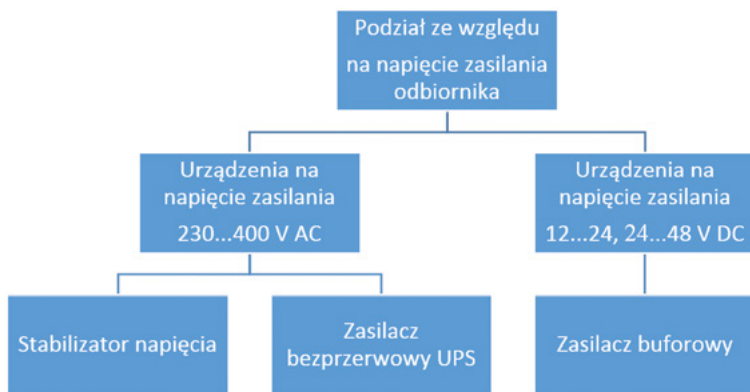 Podział ze względu
na napięcie zasilania
odbiornika
Urządzenia na
napięcie zasilania
230...400 V AC
Urządzenia na
napięcie zasilania
12...24, 24...48 V DC
Stabilizator napięcia
Zasilacz
bezprzerwowy UPS
Zasilacz buforowy